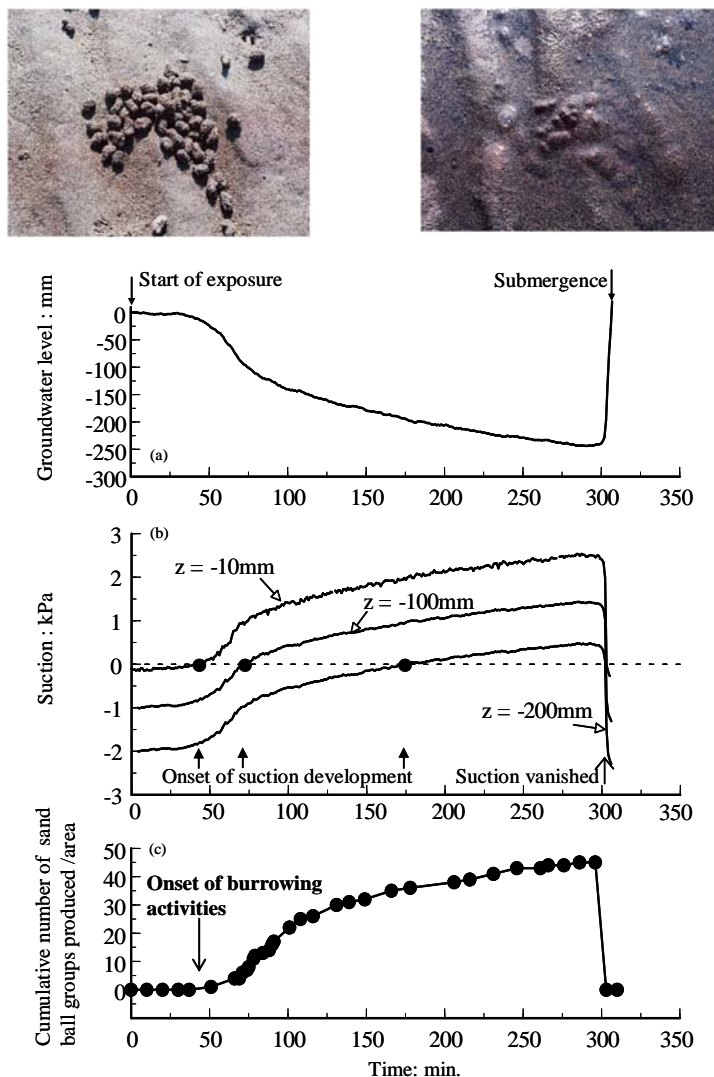 Start of exposure
Submergence
Groundwater level : mm
0
-50
-100
-150
-200
-250
-300
(a)
0 50 100 150 200 250 300 350
Suction : kPa
3
2
1
0
-1
-2
-3
(b)
z = -10mm
z = -100mm
z = -200mm
Onset of suction development
Suction vanished
0 50 100 150 200 250 300 350
Cumulative number of sand
ball groups produced /area
50
40
30
20
10
0
(c)
Onset of burrowing
activities
0 50 100 150 200 250 300 350
Time: min.